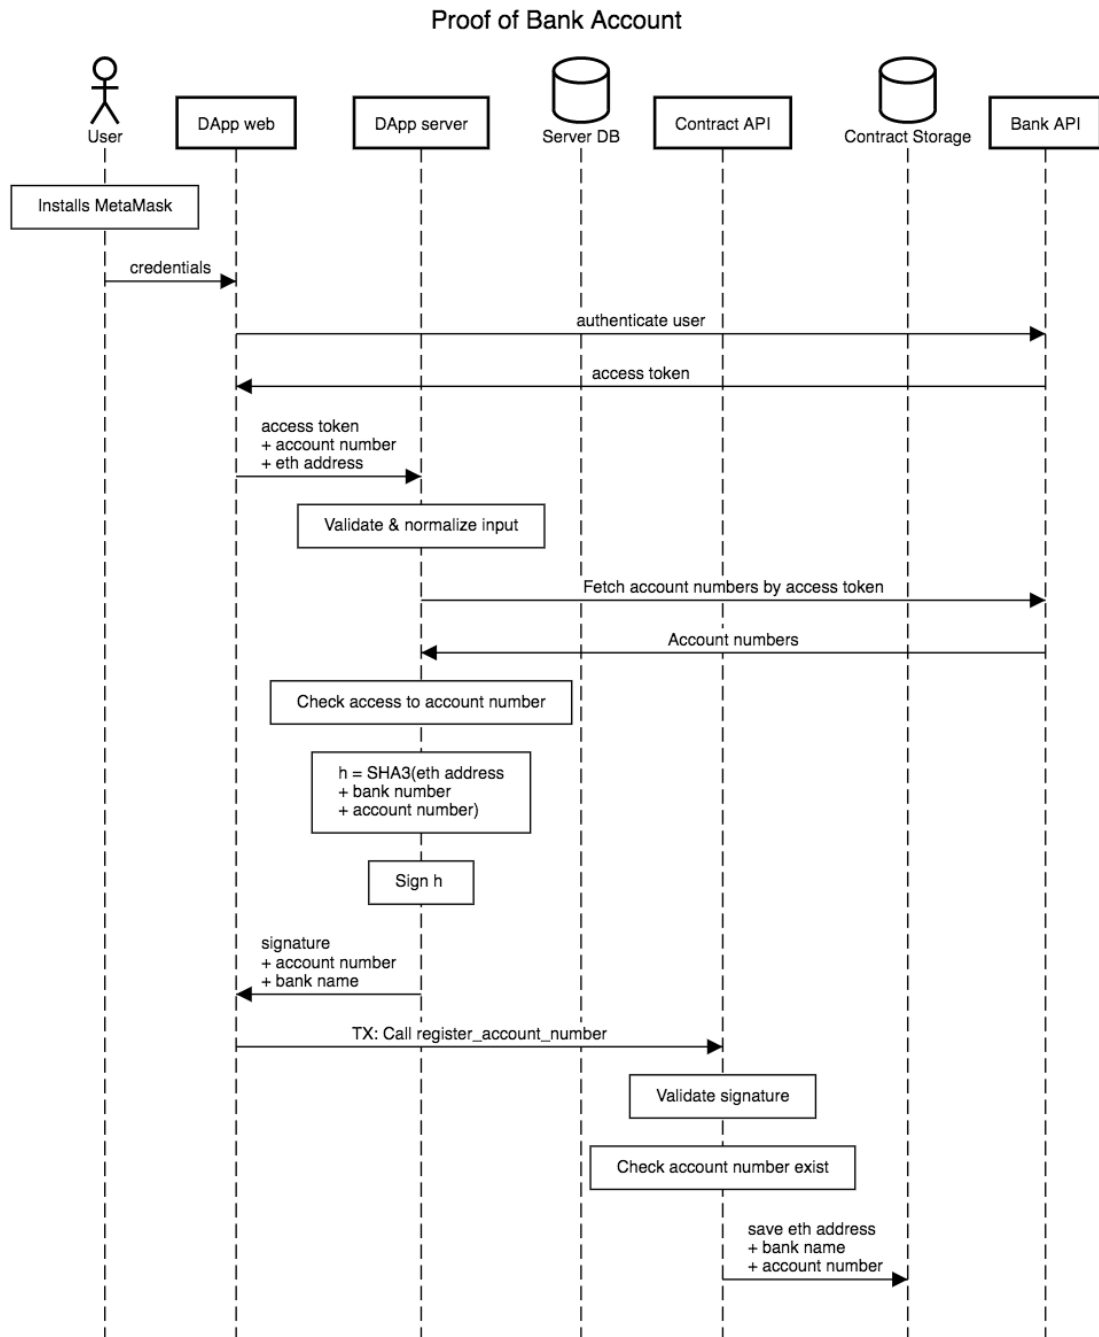 Proof of Bank Account
User
DApp web
DApp server
Server DB
Contract API
Contract Storage
Bank API
Installs MetaMask
credentials
authenticate user
access token
access token
+ account number
+ eth address
Validate & normalize input
Fetch account numbers by access token
Account numbers
Check access to account number
h = SHA3(eth address
+ bank number
+ account number)
Sign h
signature
+ account number
+ bank name
TX: Call register_account_number
Validate signature
Check account number exist
save eth address
+ bank name
+ account number